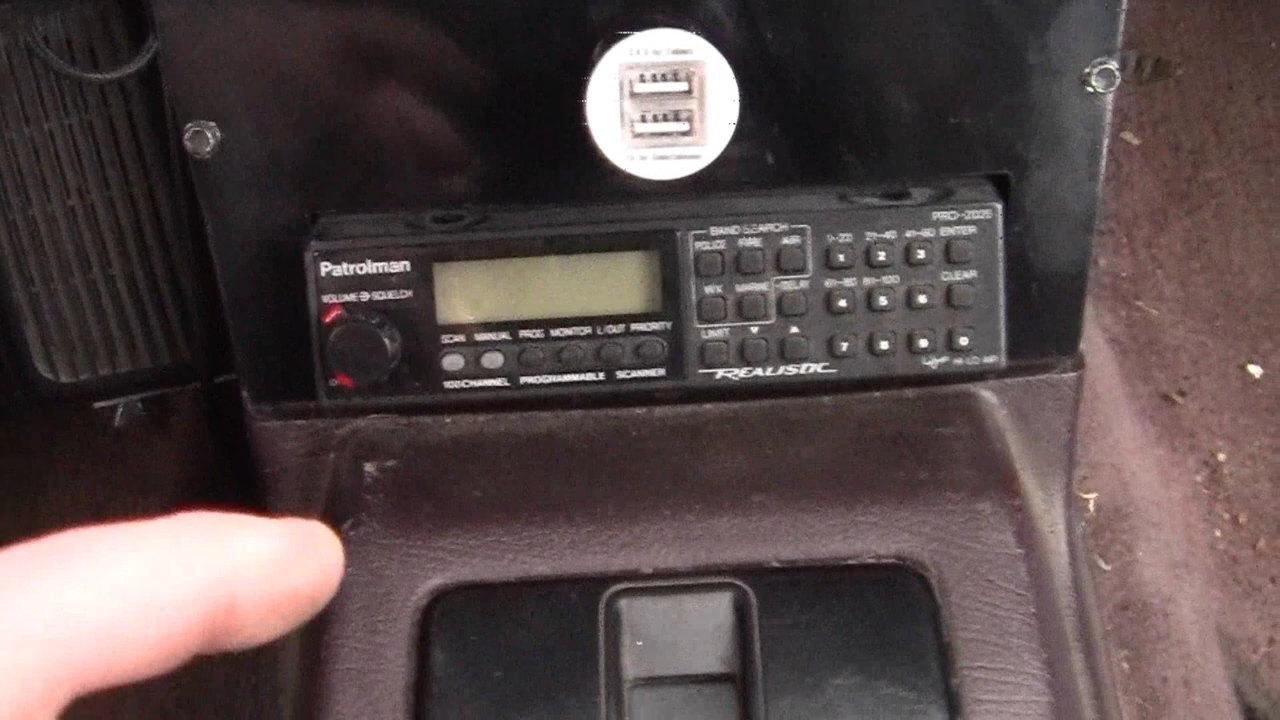 PRO-2025
Patrolman
VOLUME SQUELCH
BAND SEARCH
POLICE FIRE AIR
WX MARINE DELAY
LIMIT ▼ ▲
1-20 21-40 41-60 ENTER
1 2 3
61-80 81-100 CLEAR
4 5 6
7 8 9 0
SCAN MANUAL PROG MONITOR L/OUT PRIORITY
100 CHANNEL PROGRAMMABLE SCANNER
REALISTIC